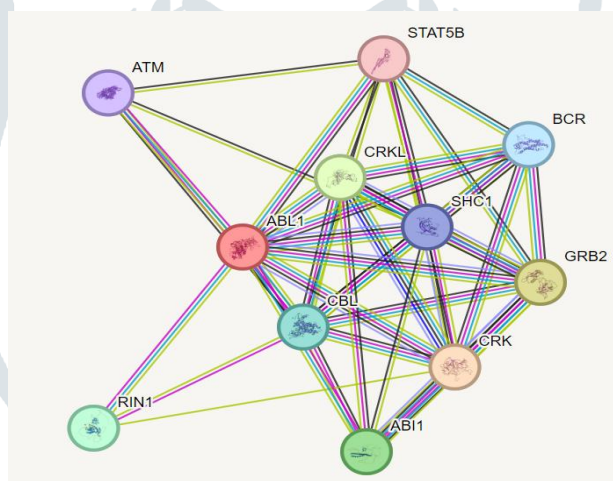 STAT5B
ATM
BCR
CRKL
SHC1
ABL1
GRB2
CBL
CRK
RIN1
ABI1